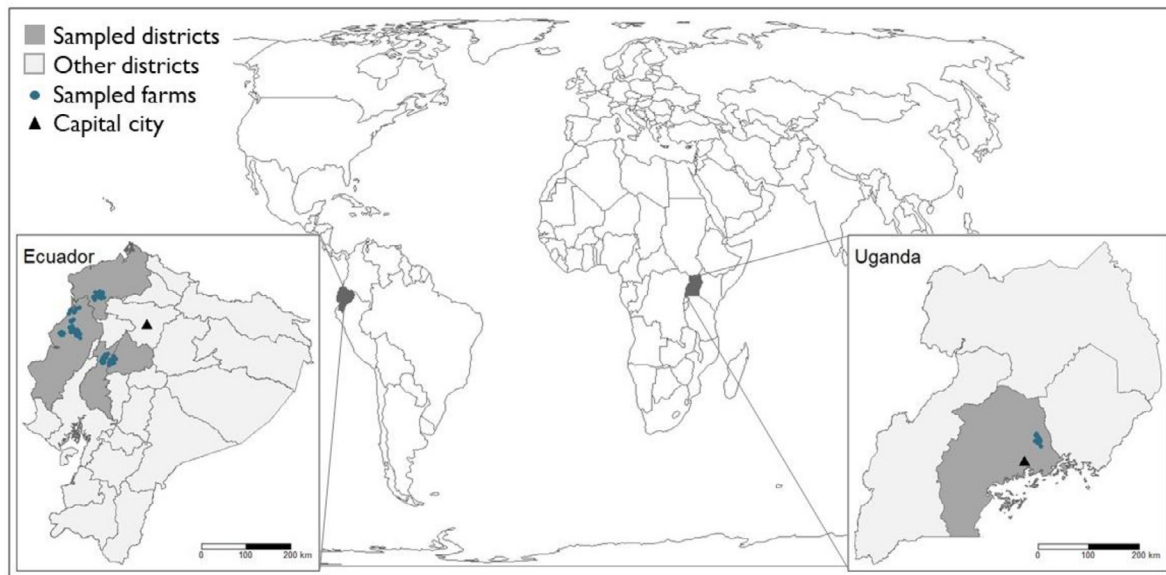 Sampled districts
Other districts
Sampled farms
Capital city
Ecuador
0 100 200 km
Uganda
0 100 200 km